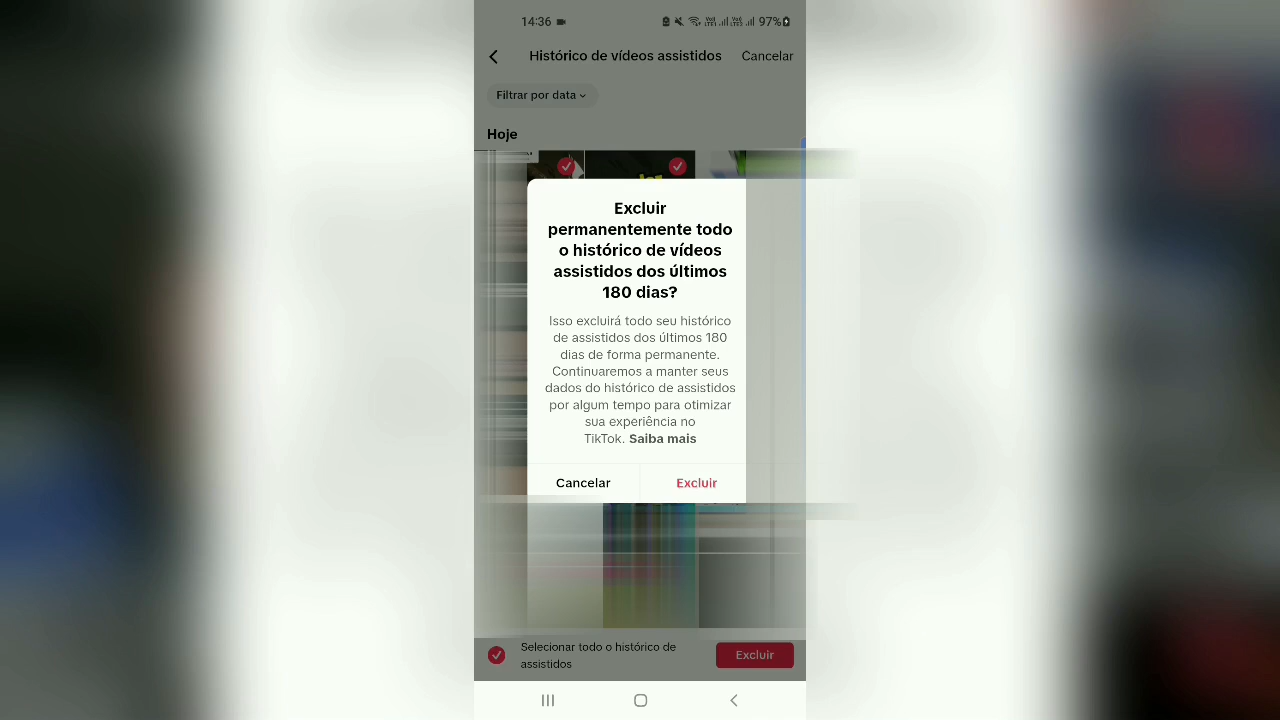 14:36
97%
Histórico de vídeos assistidos
Cancelar
Filtrar por data
Hoje
Excluir
permanentemente todo
o histórico de vídeos
assistidos dos últimos
180 dias?
Isso excluirá todo seu histórico
de assistidos dos últimos 180
dias de forma permanente.
Continuaremos a manter seus
dados do histórico de assistidos
por algum tempo para otimizar
sua experiência no
TikTok. Saiba mais
Cancelar
Excluir
Selecionar todo o histórico de
assistidos
Excluir